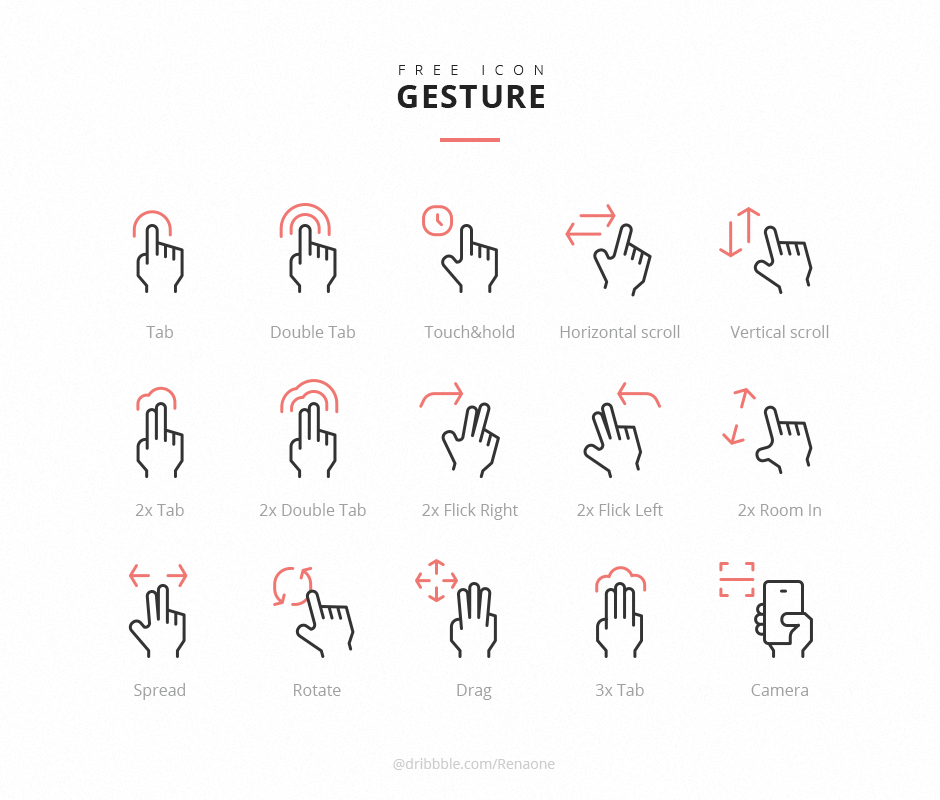 FREE ICON
GESTURE
Tab
Double Tab
Touch&hold
Horizontal scroll
Vertical scroll
2x Tab
2x Double Tab
2x Flick Right
2x Flick Left
2x Room In
Spread
Rotate
Drag
3x Tab
Camera
@dribbble.com/Renaone